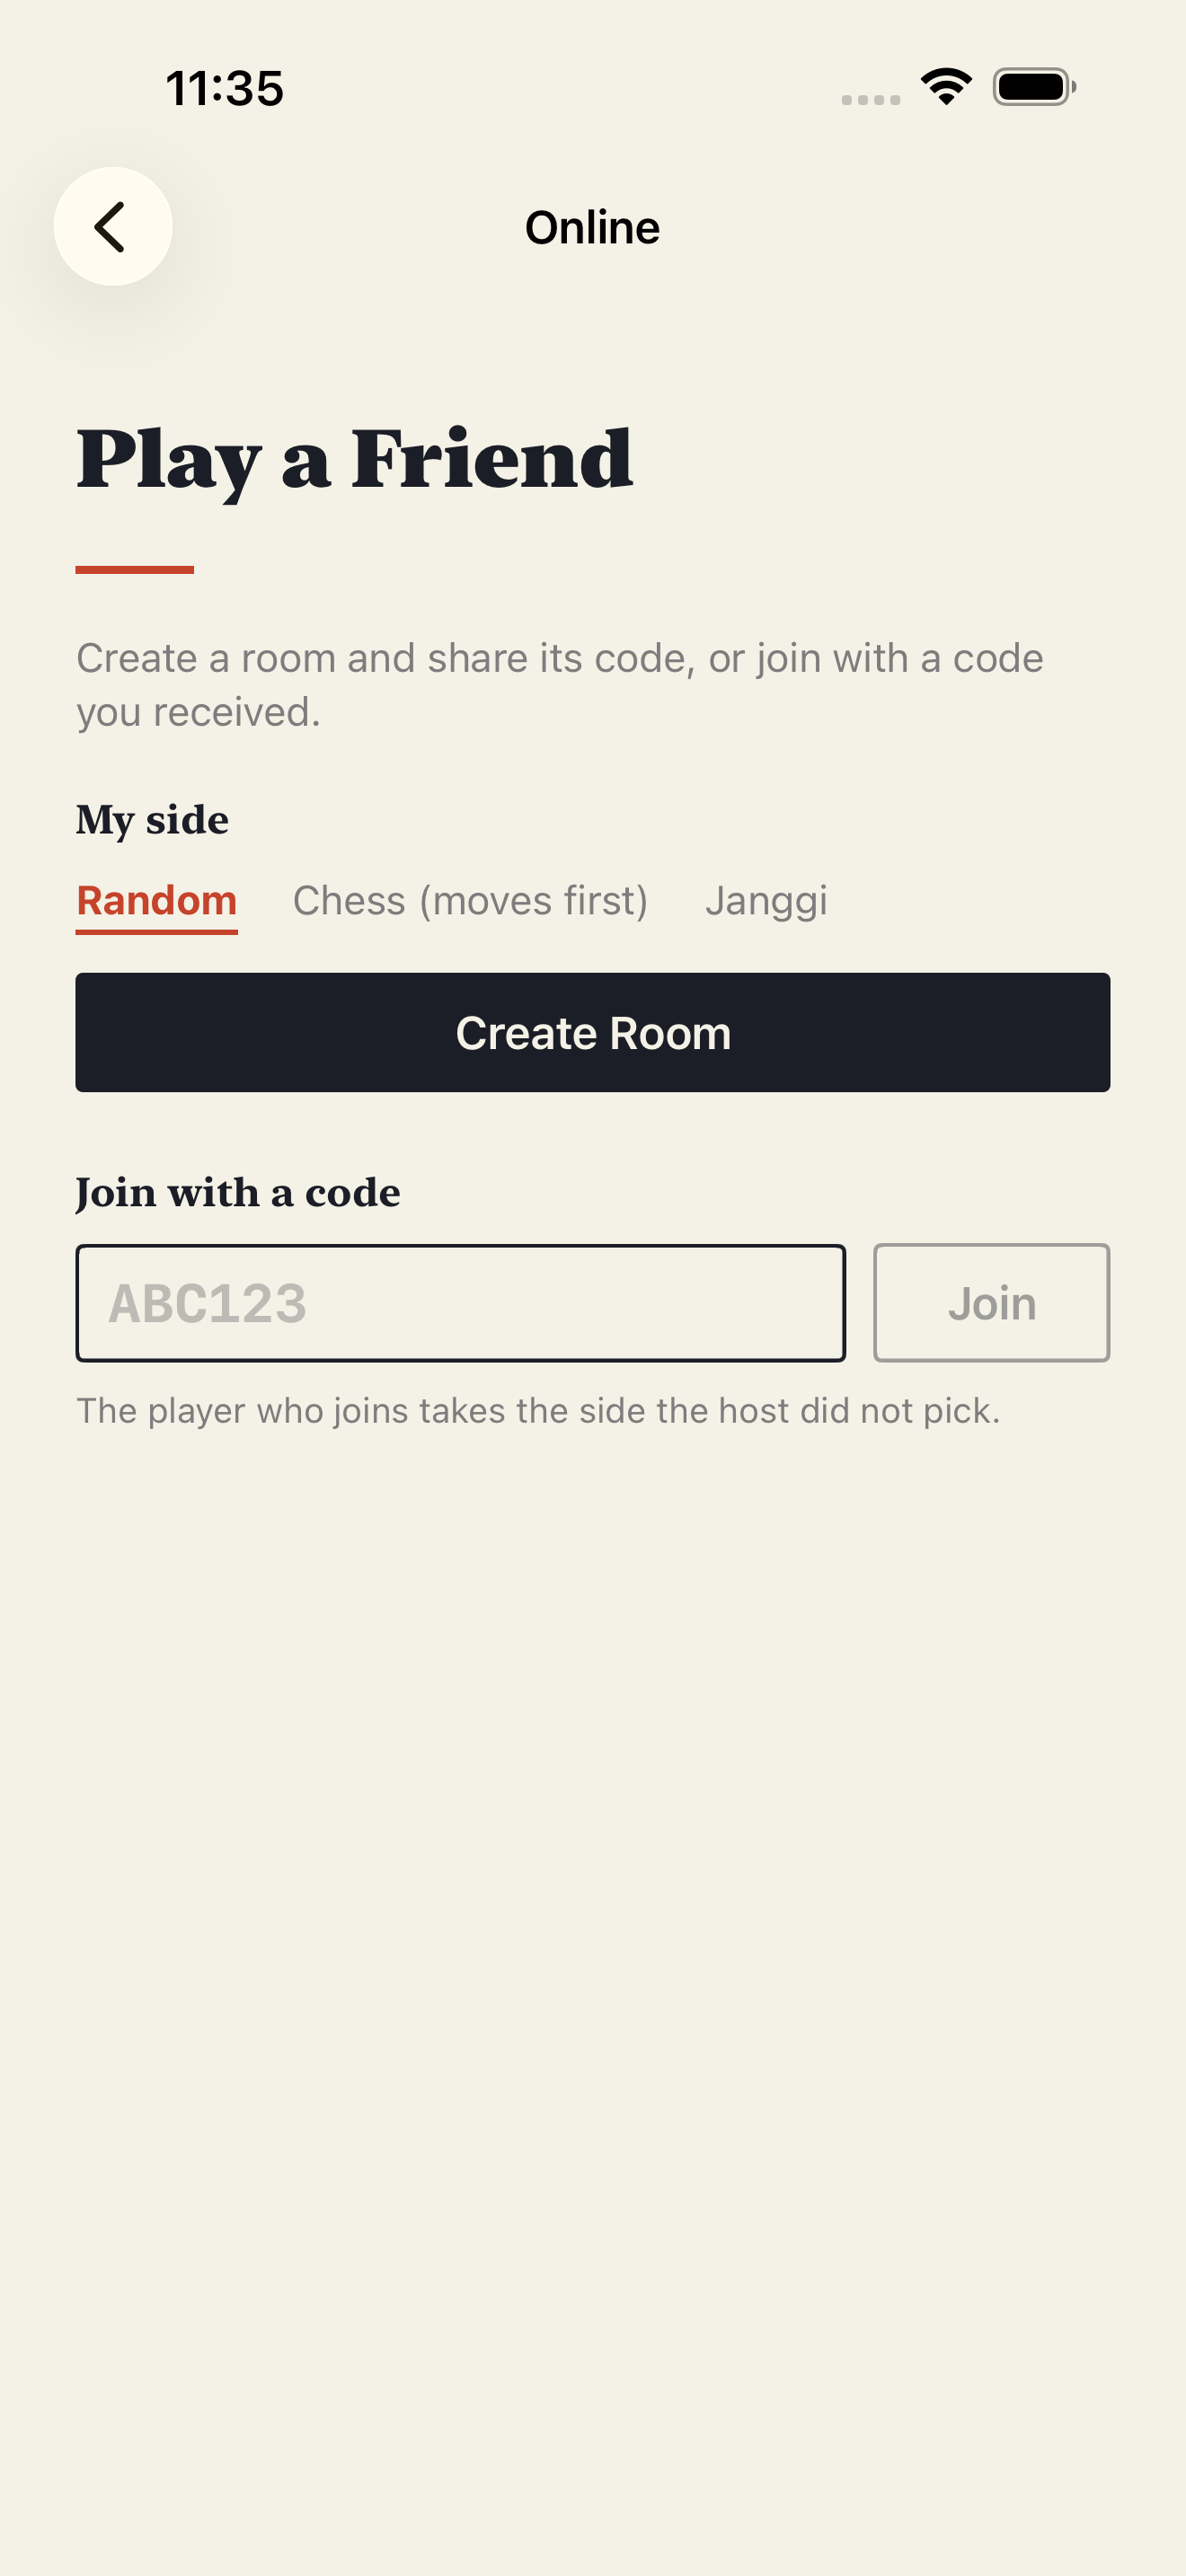 11:35
Online
Play a Friend
Create a room and share its code, or join with a code
you received.
My side
Random Chess (moves first) Janggi
Create Room
Join with a code
ABC123 Join
The player who joins takes the side the host did not pick.